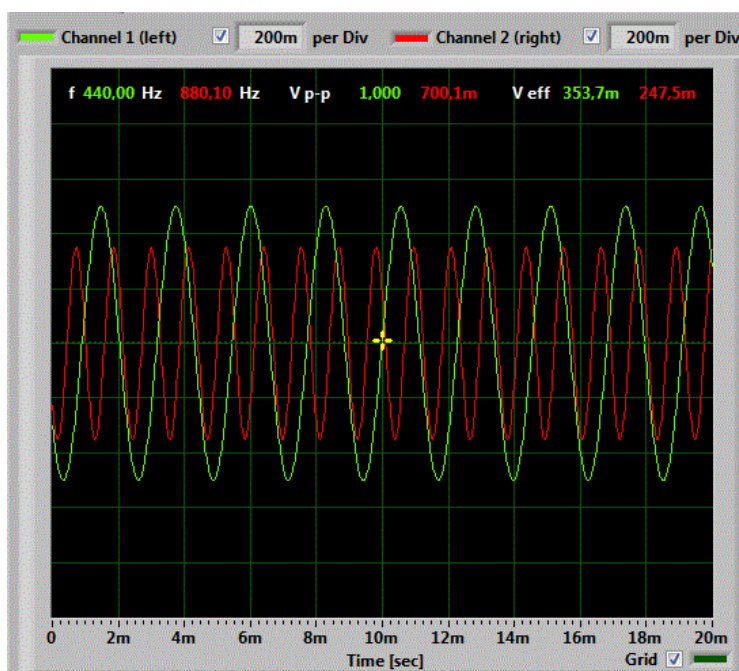 Channel 1 (left) 200m per Div Channel 2 (right) 200m per Div
f 440,00 Hz 880,10 Hz V p-p 1,000 700,1m V eff 353,7m 247,5m
0 2m 4m 6m 8m 10m 12m 14m 16m 18m 20m
Time [sec] Grid